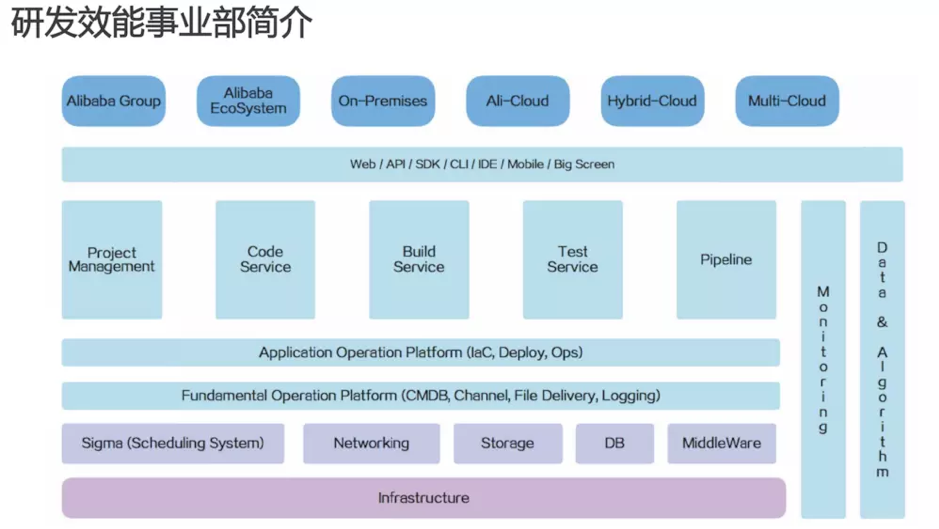 研发效能事业部简介
Alibaba Group
Alibaba
EcoSystem
On-Premises
Ali-Cloud
Hybrid-Cloud
Multi-Cloud
Web / API / SDK / CLI / IDE / Mobile / Big Screen
Project
Management
Code
Service
Build
Service
Test
Service
Pipeline
Monitoring
Data & Algorithm
Application Operation Platform (IaC, Deploy, Ops)
Fundamental Operation Platform (CMDB, Channel, File Delivery, Logging)
Sigma (Scheduling System)
Networking
Storage
DB
MiddleWare
Infrastructure